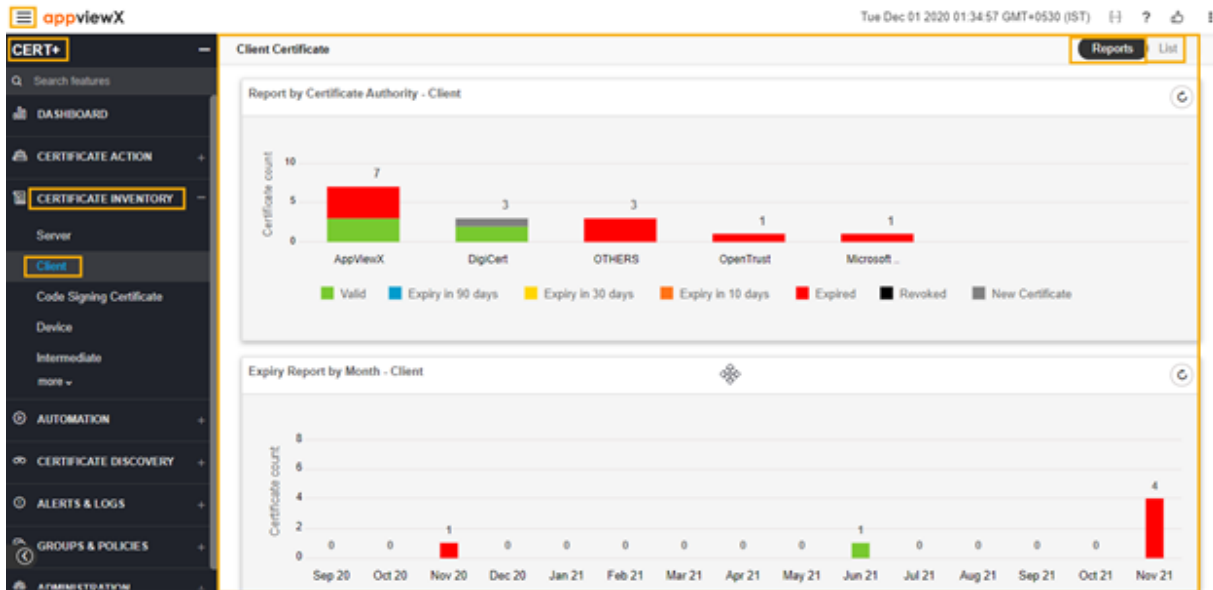 appviewX Tue Dec 01 2020 01:34:57 GMT+0530 (IST) ?
CERT+
Client Certificate
Reports List
Search features
DASHBOARD
CERTIFICATE ACTION +
CERTIFICATE INVENTORY −
Server
Client
Code Signing Certificate
Device
Intermediate
more
AUTOMATION +
CERTIFICATE DISCOVERY +
ALERTS & LOGS +
GROUPS & POLICIES +
ADMINISTRATION
Report by Certificate Authority - Client
Certificate count
10
5
0
7 3 3 1 1
AppViewX DigiCert OTHERS OpenTrust Microsoft ..
Valid Expiry in 90 days Expiry in 30 days Expiry in 10 days Expired Revoked New Certificate
Expiry Report by Month - Client
Certificate count
8
6
4
2
0
0 0 1 0 0 0 0 0 0 1 0 0 0 0 4
Sep 20 Oct 20 Nov 20 Dec 20 Jan 21 Feb 21 Mar 21 Apr 21 May 21 Jun 21 Jul 21 Aug 21 Sep 21 Oct 21 Nov 21